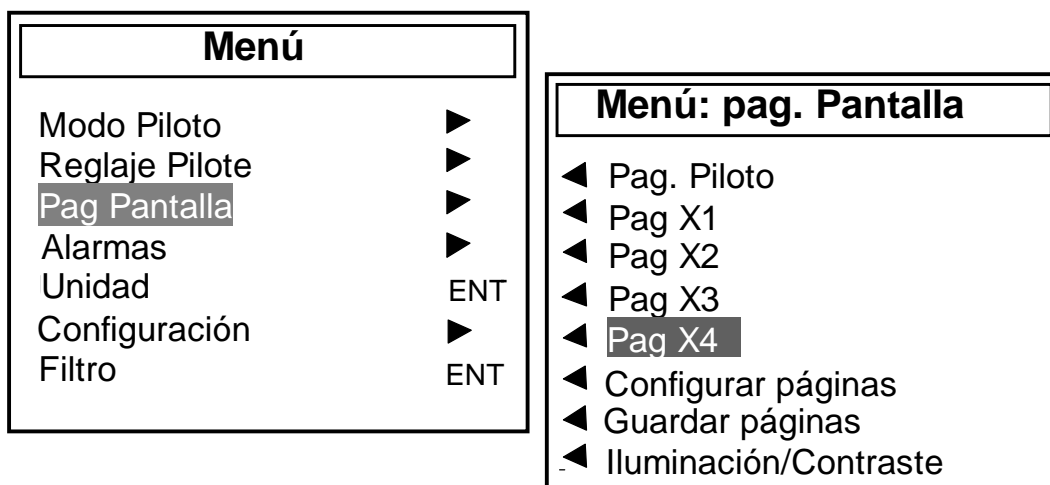 Menú
Modo Piloto ▶
Reglaje Pilote ▶
Pag Pantalla ▶
Alarmas ▶
Unidad ENT
Configuración ▶
Filtro ENT
Menú: pag. Pantalla
◀ Pag. Piloto
◀ Pag X1
◀ Pag X2
◀ Pag X3
◀ Pag X4
◀ Configurar páginas
◀ Guardar páginas
◀ Iluminación/Contraste